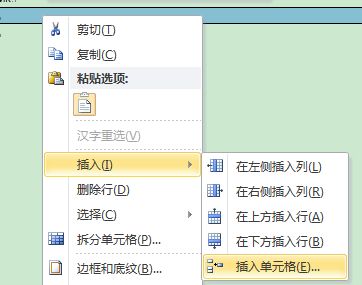 剪切(T)
复制(C)
粘贴选项:
汉字重选(V)
插入(I)
删除行(D)
选择(C)
拆分单元格(P)...
边框和底纹(B)...
在左侧插入列(L)
在右侧插入列(R)
在上方插入行(A)
在下方插入行(B)
插入单元格(E)...